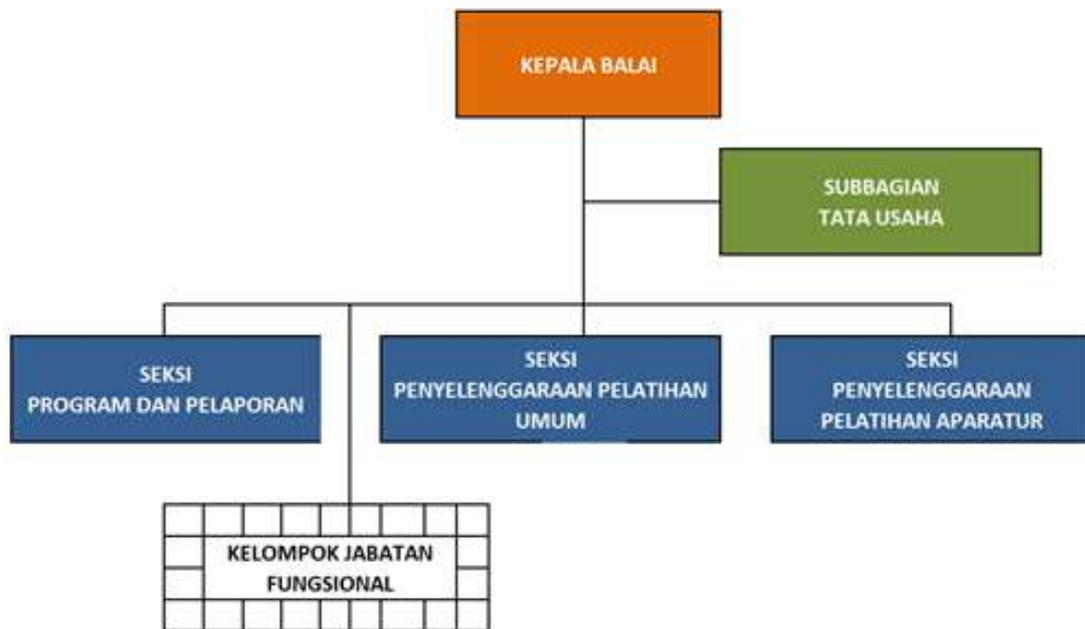 KEPALA BALAI
SUBBAGIAN
TATA USAHA
SEKSI
PROGRAM DAN PELAPORAN
SEKSI
PENYELENGGARAAN PELATIHAN
UMUM
SEKSI
PENYELENGGARAAN
PELATIHAN APARATUR
KELOMPOK JABATAN
FUNGSIONAL